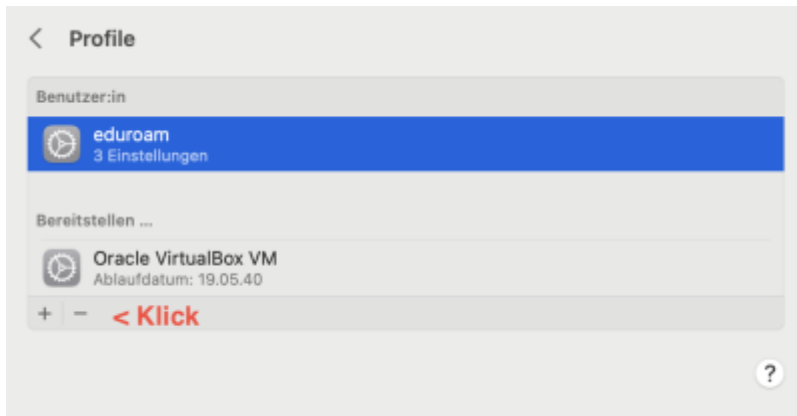 < Profile
Benutzer:in
eduroam
3 Einstellungen
Bereitstellen ...
Oracle VirtualBox VM
Ablaufdatum: 19.05.40
+ − < Klick
?